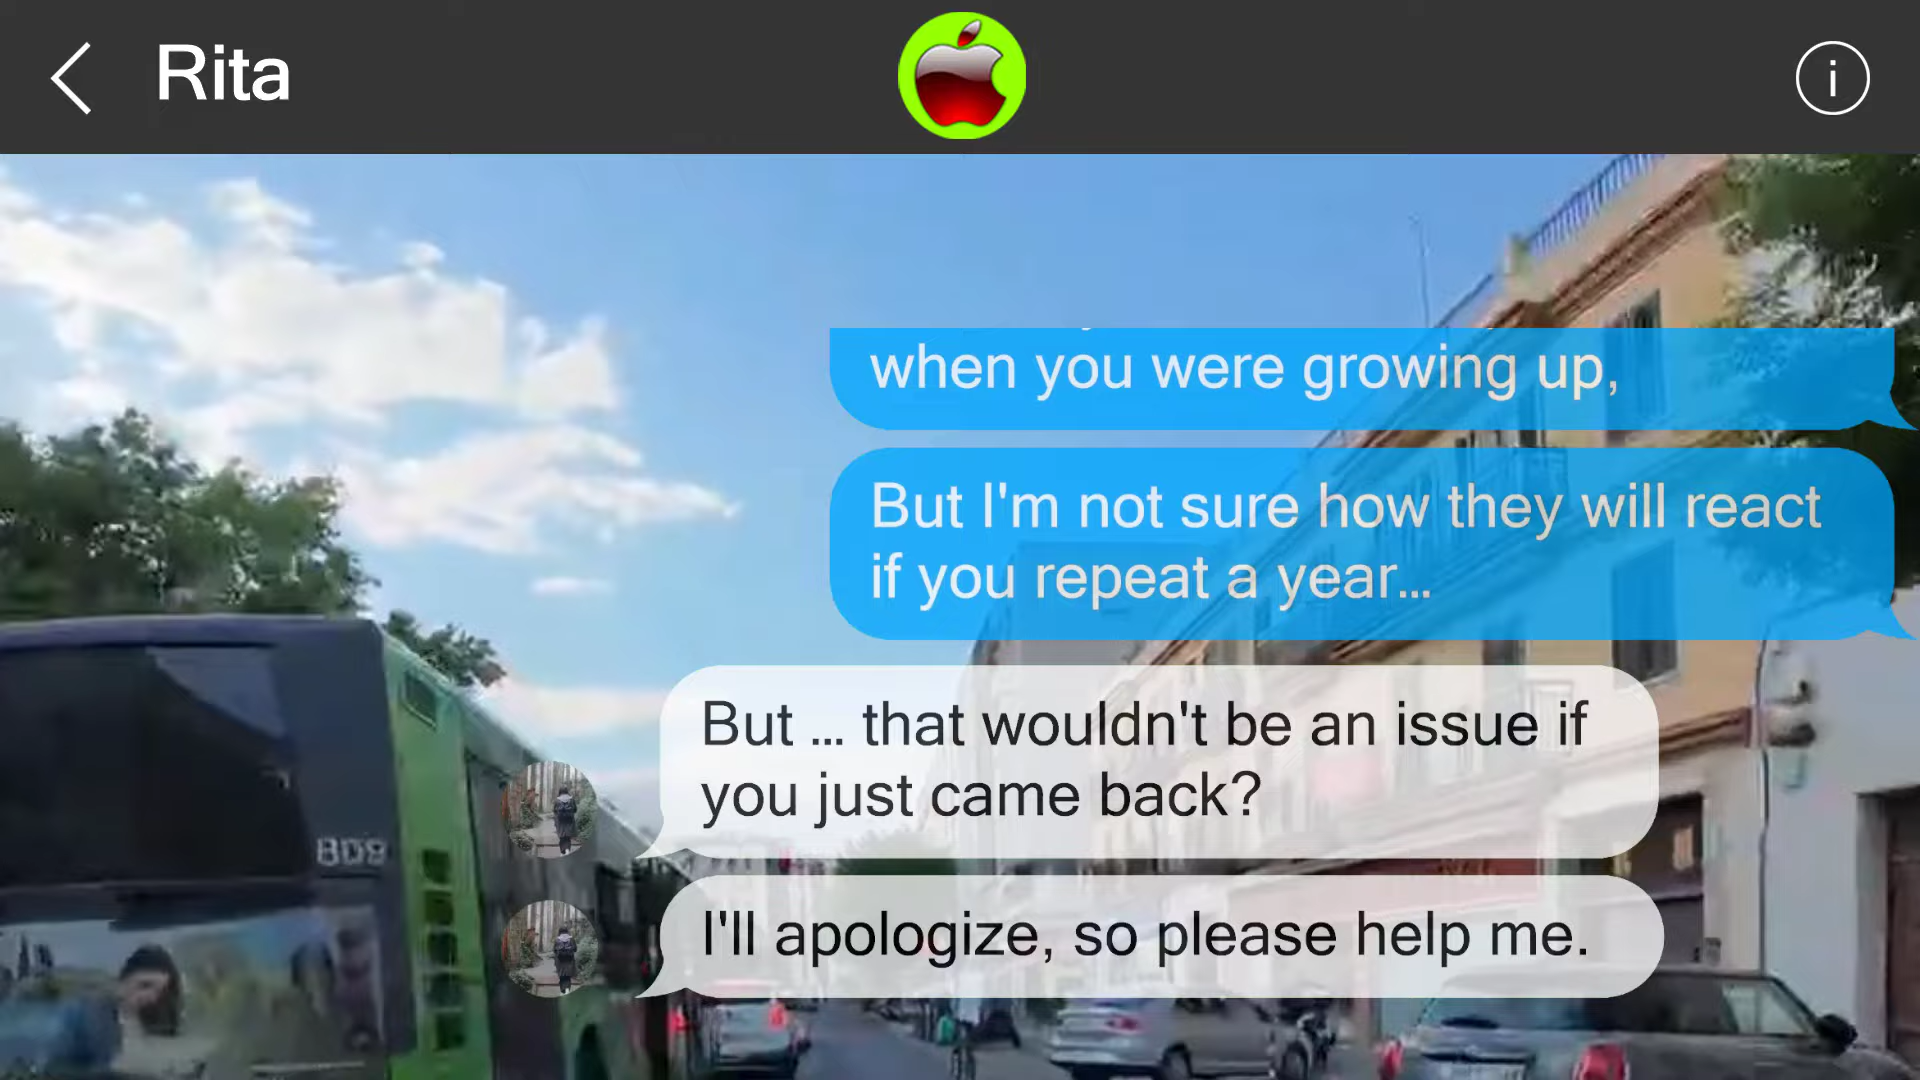 Rita
when you were growing up,
But I'm not sure how they will react
if you repeat a year...
But ... that wouldn't be an issue if
you just came back?
I'll apologize, so please help me.
809